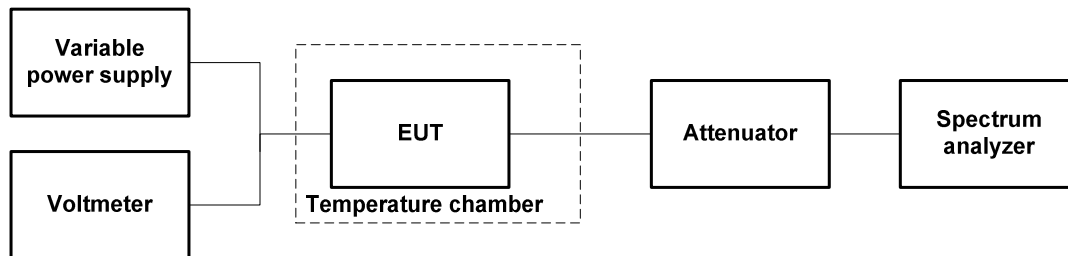 Variable
power supply
Voltmeter
EUT
Temperature chamber
Attenuator
Spectrum
analyzer